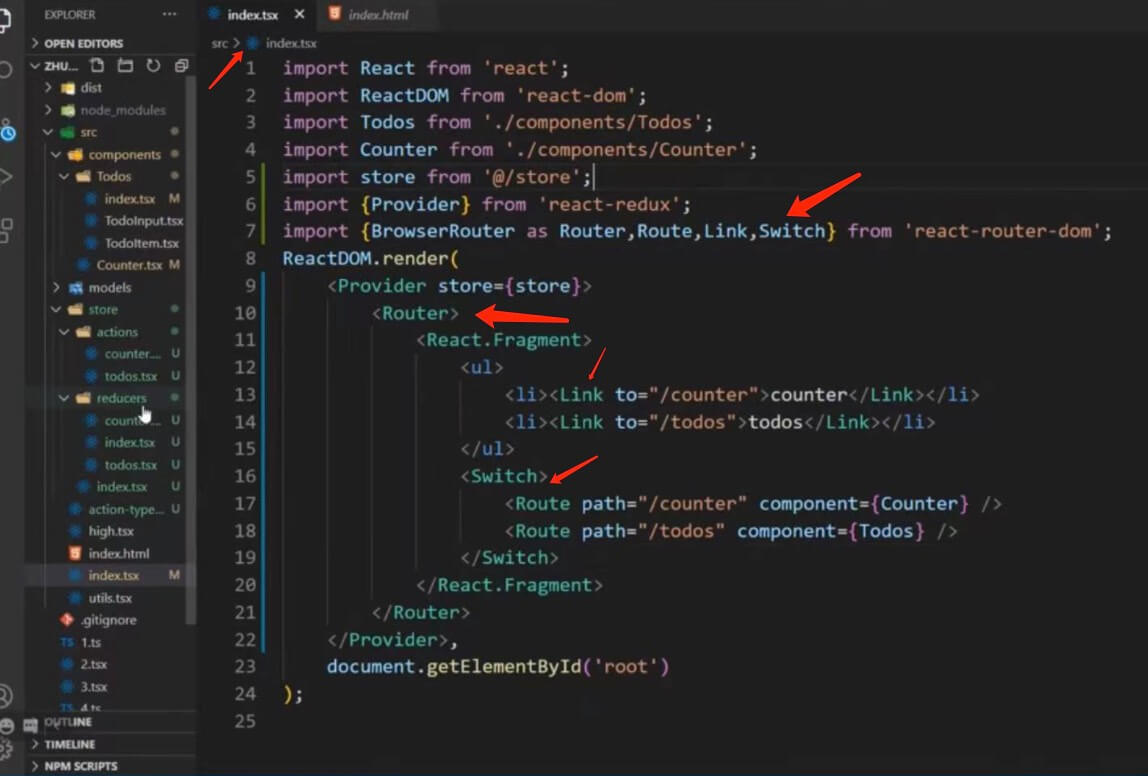 EXPLORER
OPEN EDITORS
ZHU...
dist
node_modules
src
components
Todos
index.tsx M
TodoInput.tsx
TodoItem.tsx
Counter.tsx M
models
store
actions
counter.... U
todos.tsx U
reducers
U
index.tsx U
todos.tsx U
index.tsx U
action-type... U
high.tsx
index.html
index.tsx M
utils.tsx
.gitignore
TS 1.ts
2.tsx
3.tsx
TS 4.ts
OUTLINE
TIMELINE
NPM SCRIPTS
index.tsx
index.html
src > index.tsx
1 import React from 'react';
2 import ReactDOM from 'react-dom';
3 import Todos from './components/Todos';
4 import Counter from './components/Counter';
5 import store from '@/store';
6 import {Provider} from 'react-redux';
7 import {BrowserRouter as Router,Route,Link,Switch} from 'react-router-dom';
8 ReactDOM.render(
9 <Provider store={store}>
10 <Router>
11 <React.Fragment>
12 <ul>
13 <li><Link to="/counter">counter</Link></li>
14 <li><Link to="/todos">todos</Link></li>
15 </ul>
16 <Switch>
17 <Route path="/counter" component={Counter} />
18 <Route path="/todos" component={Todos} />
19 </Switch>
20 </React.Fragment>
21 </Router>
22 </Provider>,
23 document.getElementById('root')
24 );
25